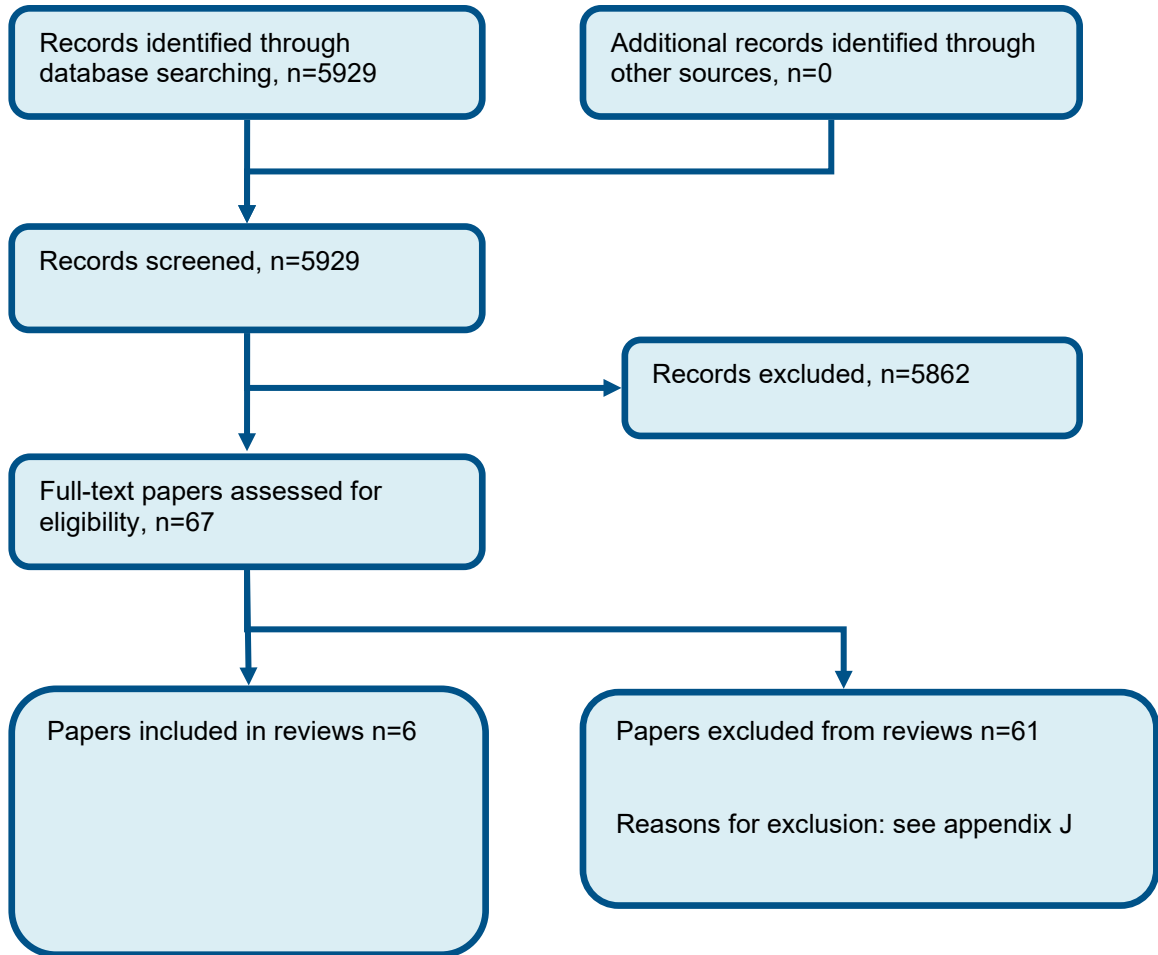 Records identified through
database searching, n=5929
Additional records identified through
other sources, n=0
Records screened, n=5929
Records excluded, n=5862
Full-text papers assessed for
eligibility, n=67
Papers included in reviews n=6
Papers excluded from reviews n=61
Reasons for exclusion: see appendix J